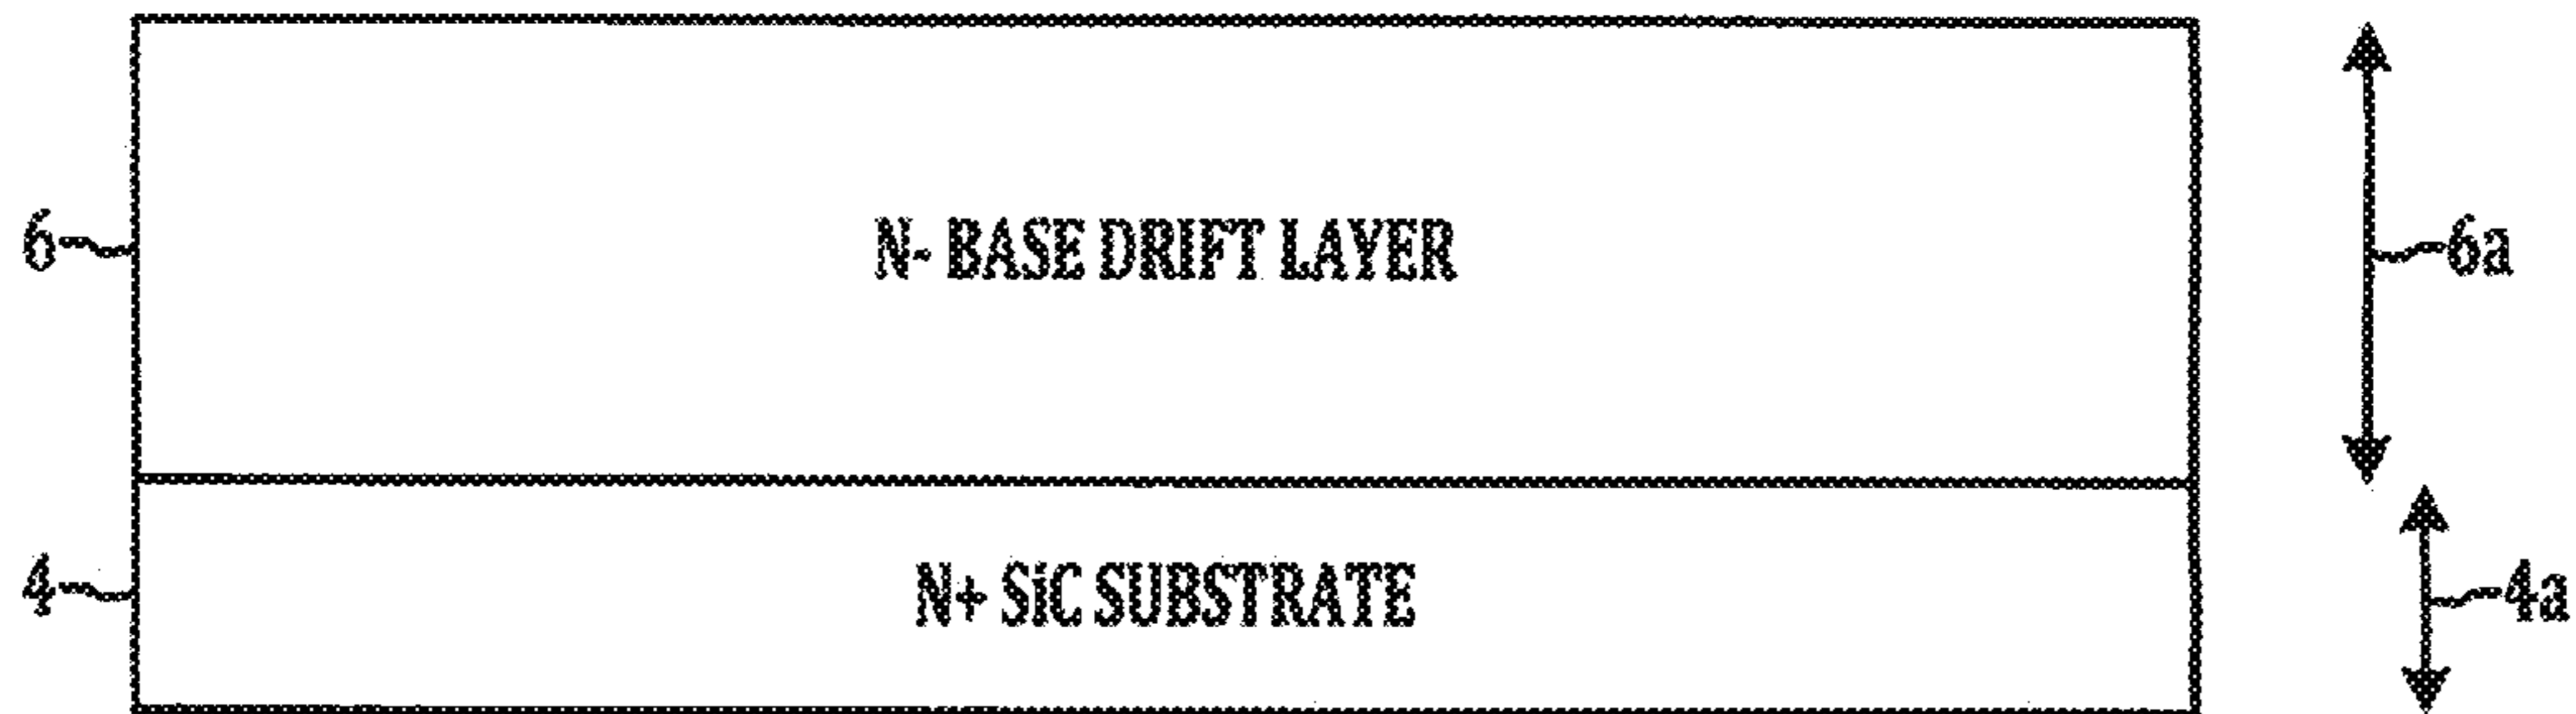 6
N- BASE DRIFT LAYER
6a
4
N+ SiC SUBSTRATE
4a